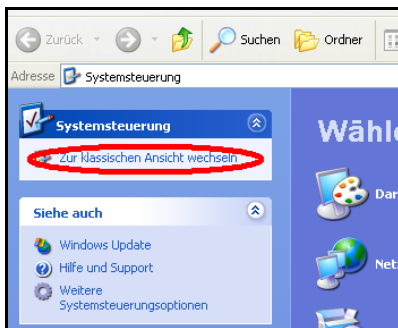 Zurück
Suchen
Ordner
Adresse
Systemsteuerung
Systemsteuerung
Zur klassischen Ansicht wechseln
Siehe auch
Windows Update
Hilfe und Support
Weitere
Systemsteuerungsoptionen
Wähle
Dar
Net